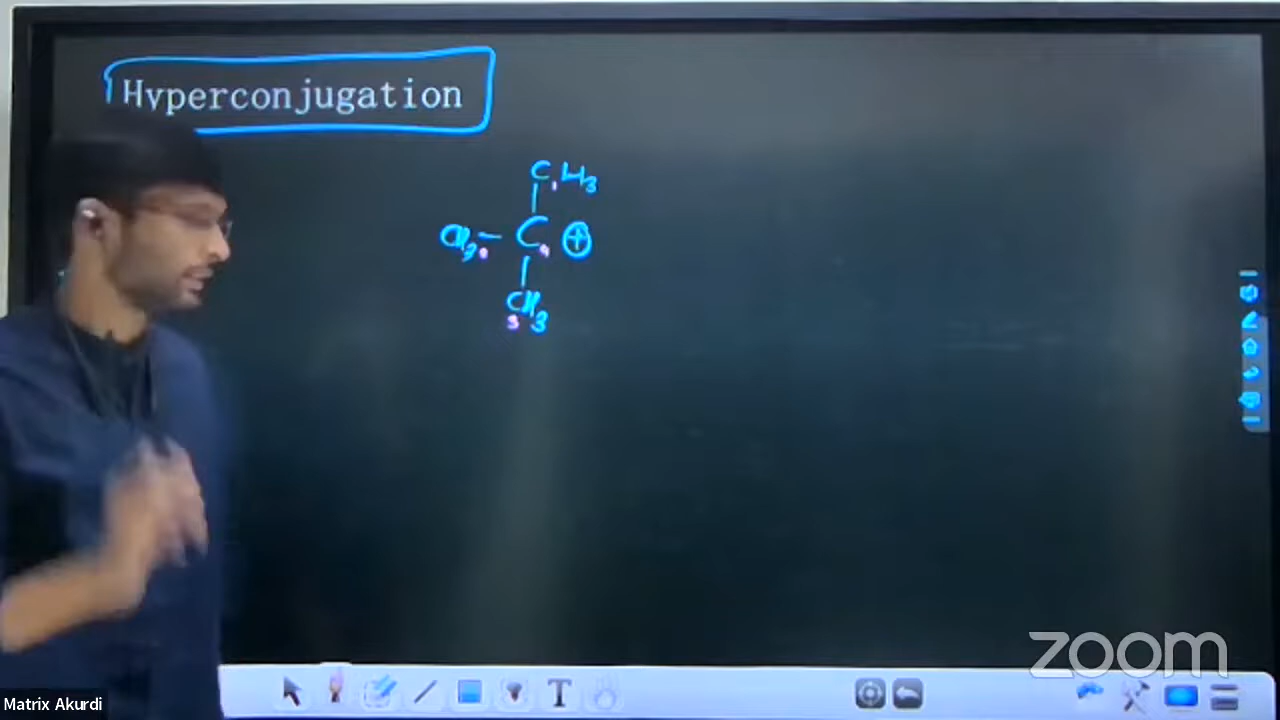 Hyperconjugation
CH3
CH3 – C ⊕
CH3
zoom
T
Matrix Akurdi